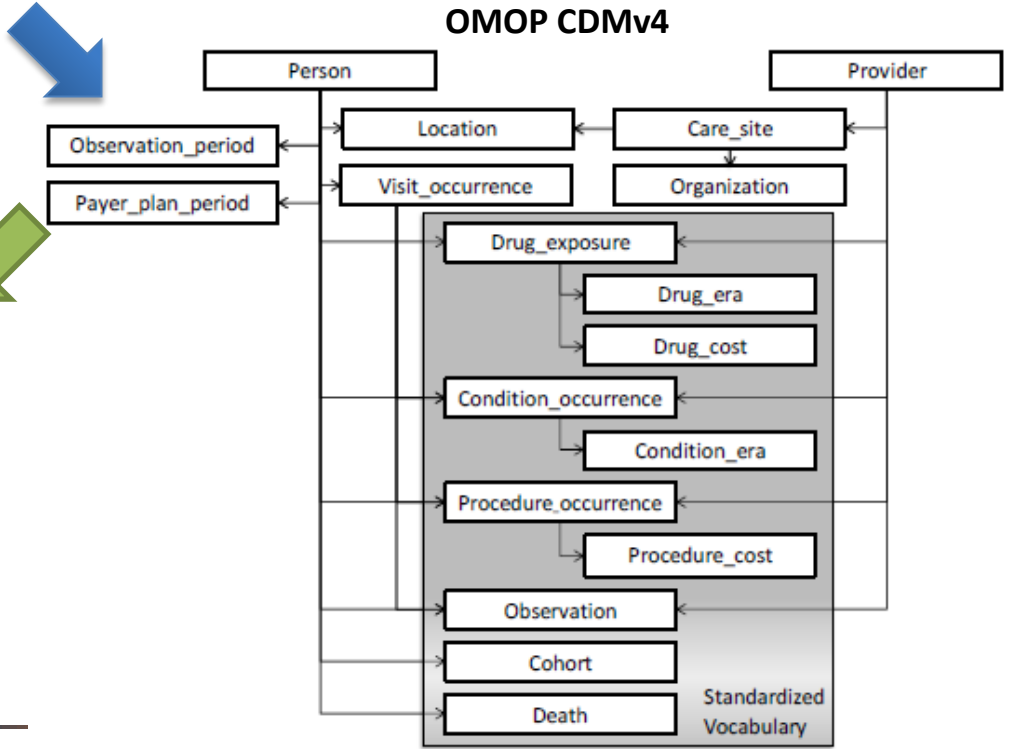 OMOP CDMv4
Person
Provider
Location
Care_site
Observation_period
Visit_occurrence
Organization
Payer_plan_period
Drug_exposure
Drug_era
Drug_cost
Condition_occurrence
Condition_era
Procedure_occurrence
Procedure_cost
Observation
Cohort
Death
Standardized
Vocabulary